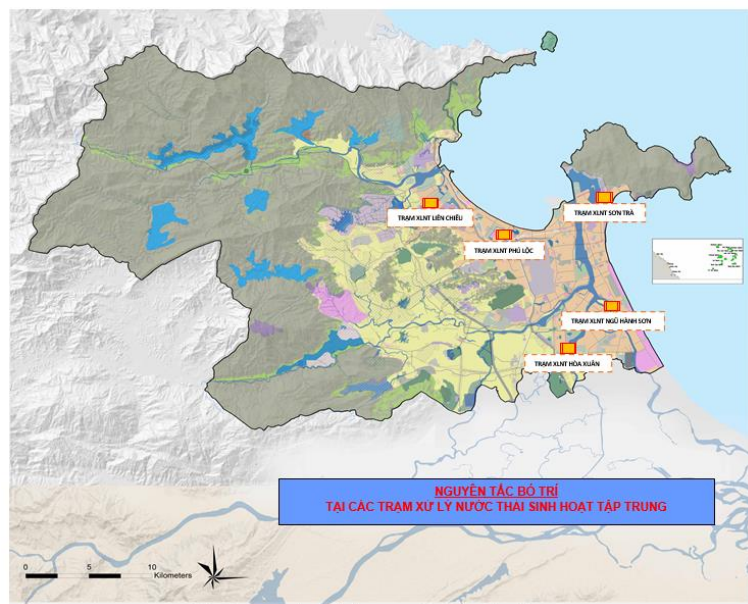 TRẠM XLNT LIÊN CHIỂU
TRẠM XLNT SƠN TRÀ
TRẠM XLNT PHÚ LỘC
TRẠM XLNT NGŨ HÀNH SƠN
TRẠM XLNT HÒA XUÂN
NGUYÊN TẮC BỐ TRÍ
TẠI CÁC TRẠM XỬ LÝ NƯỚC THẢI SINH HOẠT TẬP TRUNG
0 5 10
Kilometers